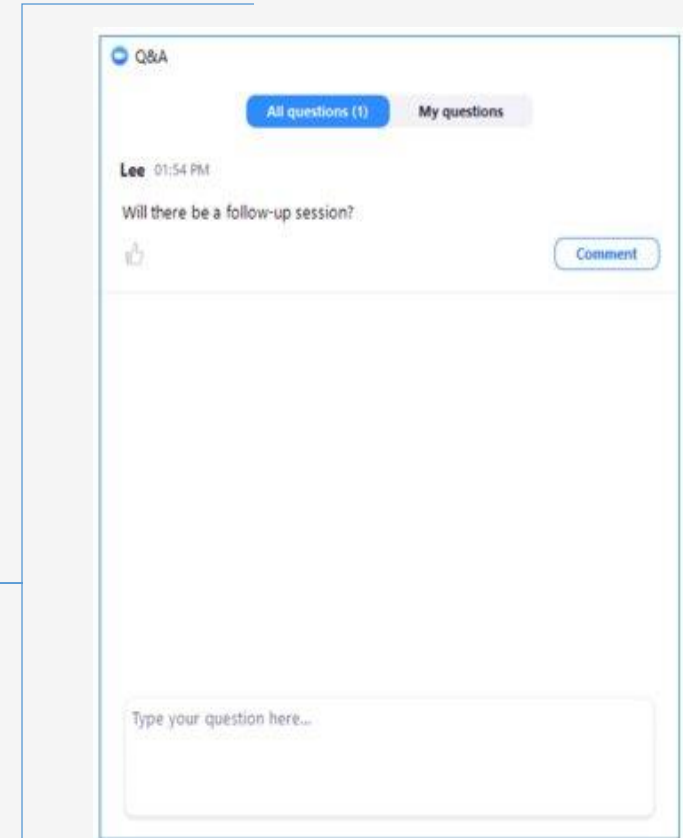 Q&A
All questions (1) My questions
Lee 01:54 PM
Will there be a follow-up session?
Comment
Type your question here...